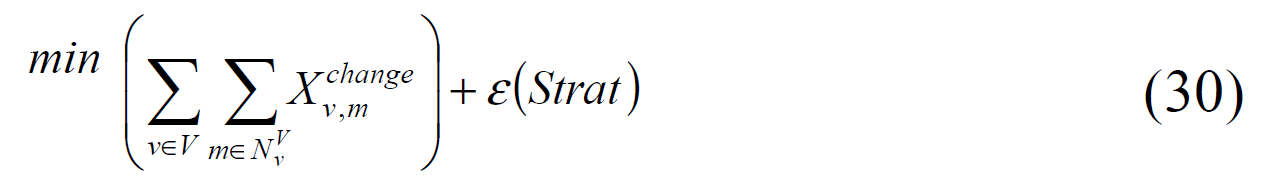 min (∑_{v∈V} ∑_{m∈N_v^V} X_{v,m}^{change}) + ε(Strat) (30)